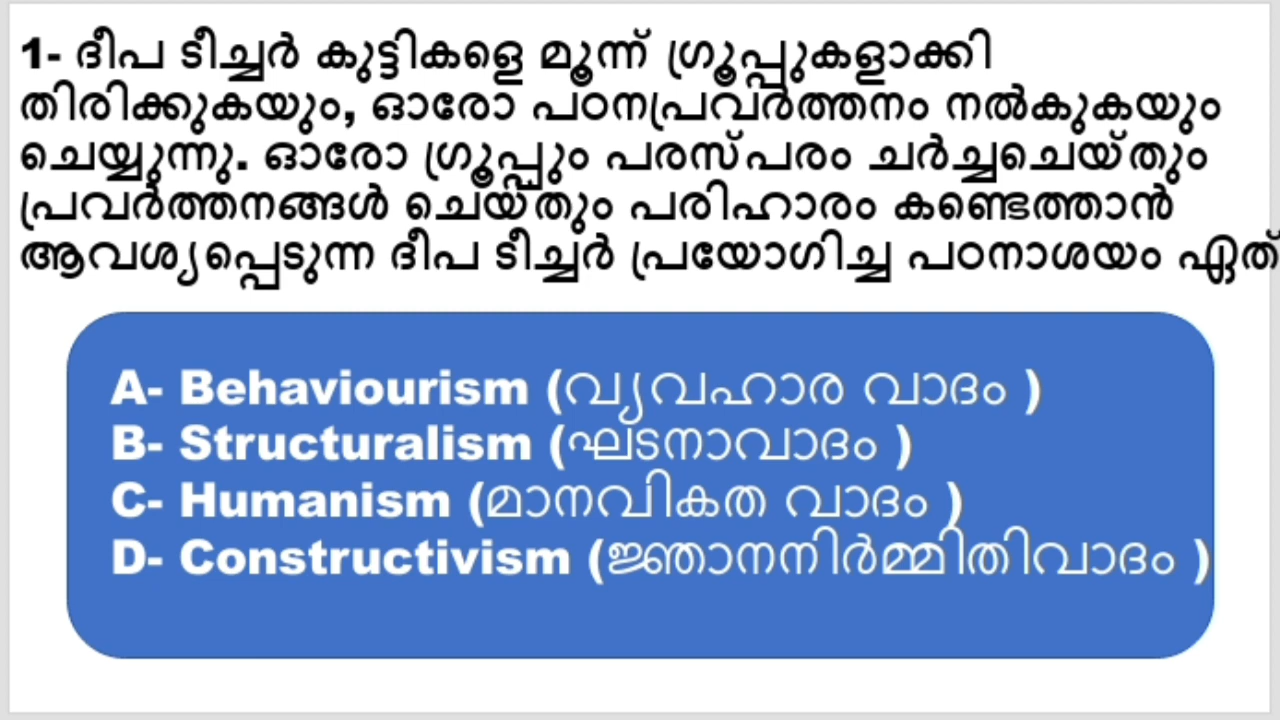 1- ദീപ ടീച്ചർ കുട്ടികളെ മൂന്ന് ഗ്രൂപ്പുകളാക്കി
തിരിക്കുകയും, ഓരോ പഠനപ്രവർത്തനം നൽകുകയും
ചെയ്യുന്നു. ഓരോ ഗ്രൂപ്പും പരസ്പരം ചർച്ചചെയ്തും
പ്രവർത്തനങ്ങൾ ചെയ്തും പരിഹാരം കണ്ടെത്താൻ
ആവശ്യപ്പെടുന്ന ദീപ ടീച്ചർ പ്രയോഗിച്ച പഠനാശയം ഏത്
A- Behaviourism (വ്യവഹാര വാദം )
B- Structuralism (ഘടനാവാദം )
C- Humanism (മാനവികത വാദം )
D- Constructivism (ജ്ഞാനനിർമ്മിതിവാദം )